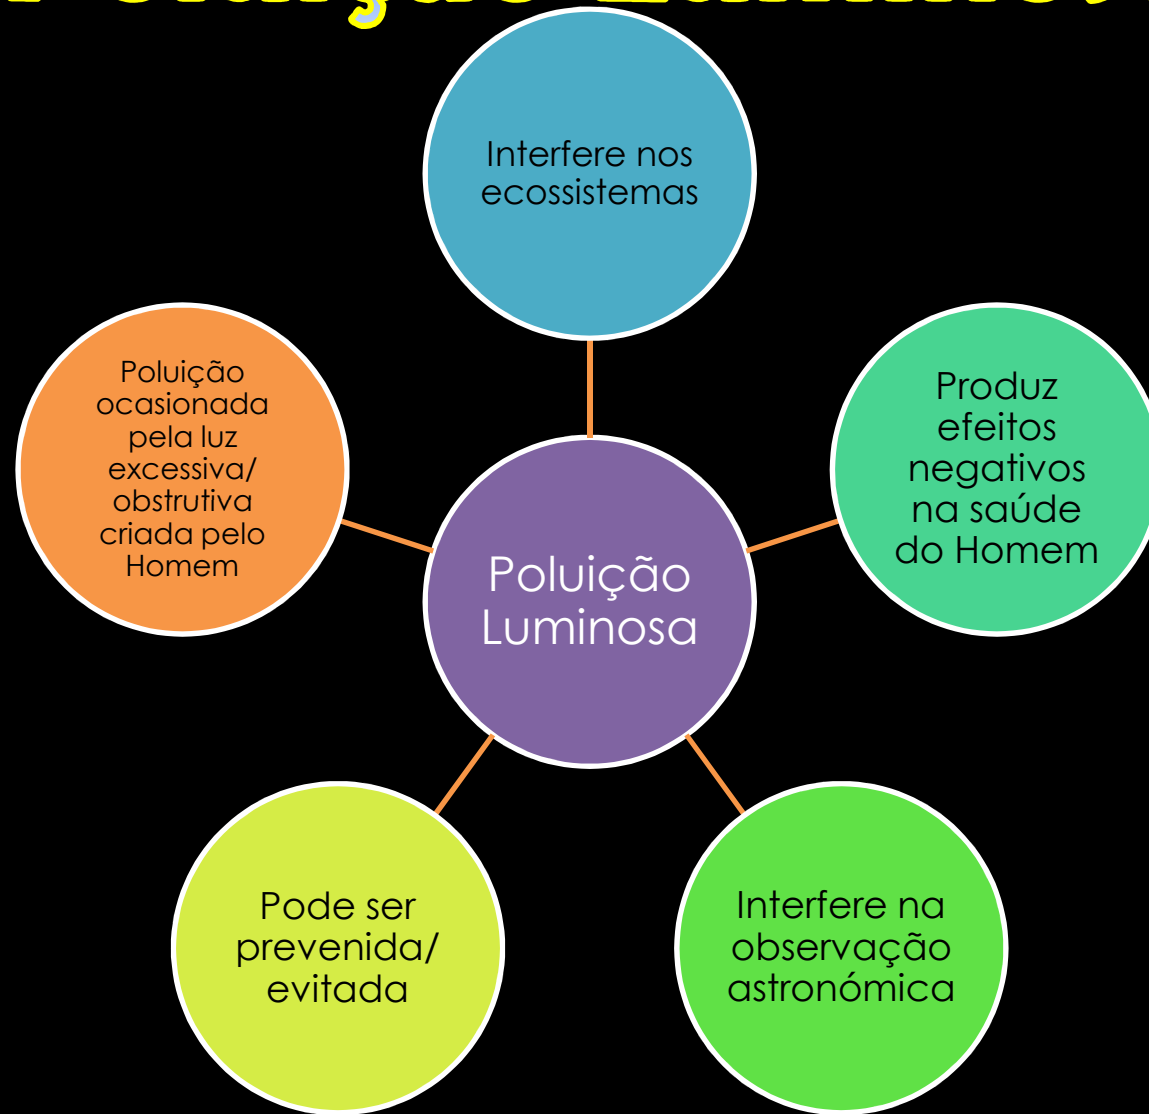 Interfere nos
ecossistemas
Produz
efeitos
negativos
na saúde
do Homem
Interfere na
observação
astronómica
Pode ser
prevenida/
evitada
Poluição
ocasionada
pela luz
excessiva/
obstrutiva
criada pelo
Homem
Poluição
Luminosa